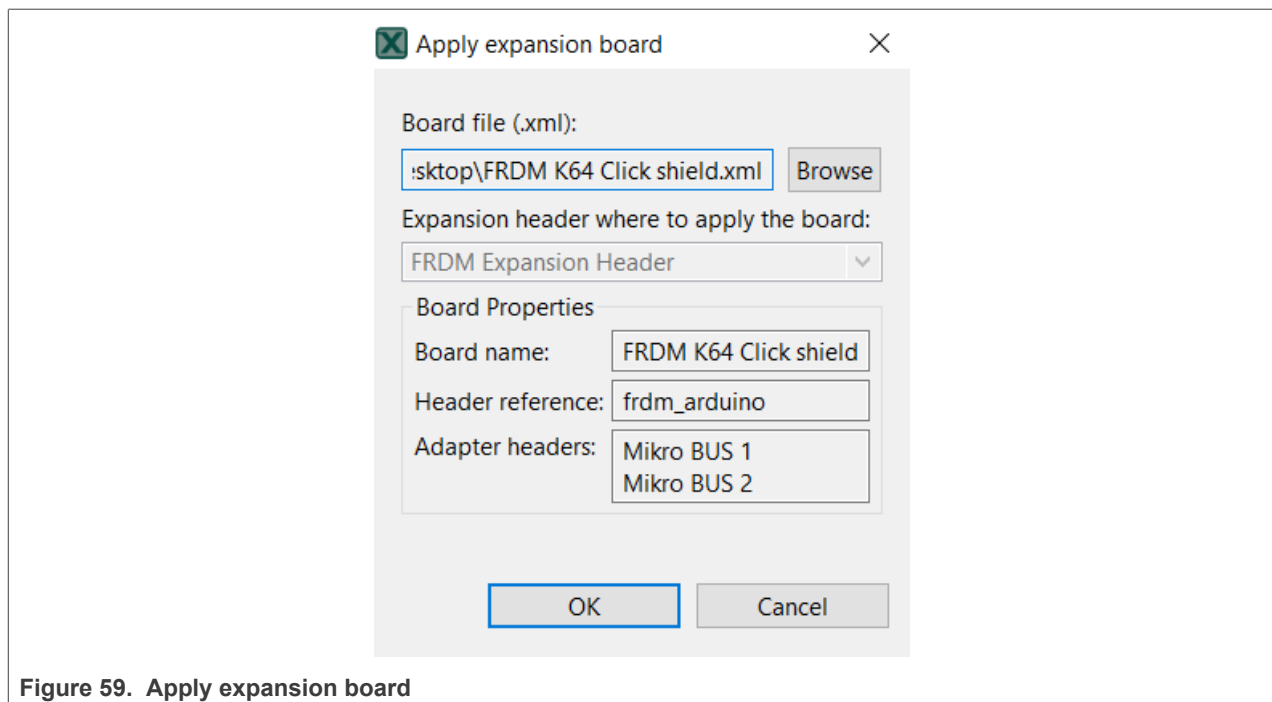 Apply expansion board
Board file (.xml):
esktop\FRDM K64 Click shield.xml
Browse
Expansion header where to apply the board:
FRDM Expansion Header
Board Properties
Board name:
FRDM K64 Click shield
Header reference:
frdm_arduino
Adapter headers:
Mikro BUS 1
Mikro BUS 2
OK
Cancel
Figure 59. Apply expansion board